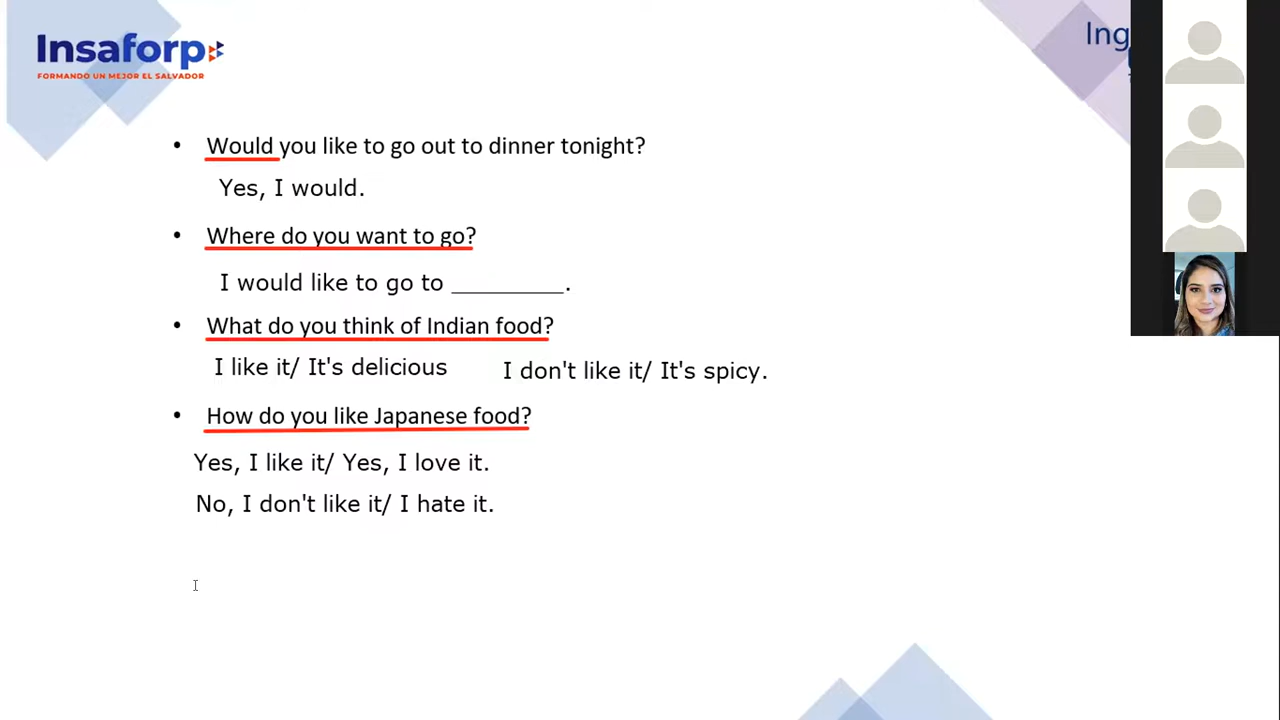 Insaforp
FORMANDO UN MEJOR EL SALVADOR
Ing
• Would you like to go out to dinner tonight?
Yes, I would.
• Where do you want to go?
I would like to go to _________.
• What do you think of Indian food?
I like it/ It's delicious I don't like it/ It's spicy.
• How do you like Japanese food?
Yes, I like it/ Yes, I love it.
No, I don't like it/ I hate it.